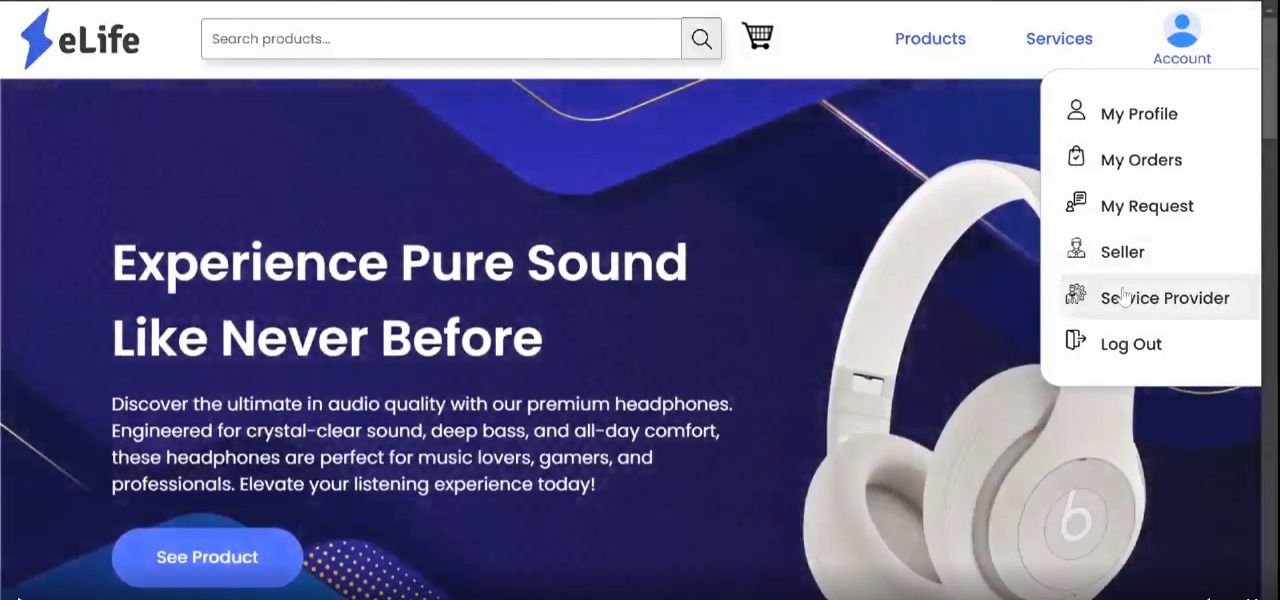 eLife
Search products...
Products
Services
Account
My Profile
My Orders
My Request
Seller
Service Provider
Log Out
Experience Pure Sound
Like Never Before
Discover the ultimate in audio quality with our premium headphones.
Engineered for crystal-clear sound, deep bass, and all-day comfort,
these headphones are perfect for music lovers, gamers, and
professionals. Elevate your listening experience today!
See Product
b